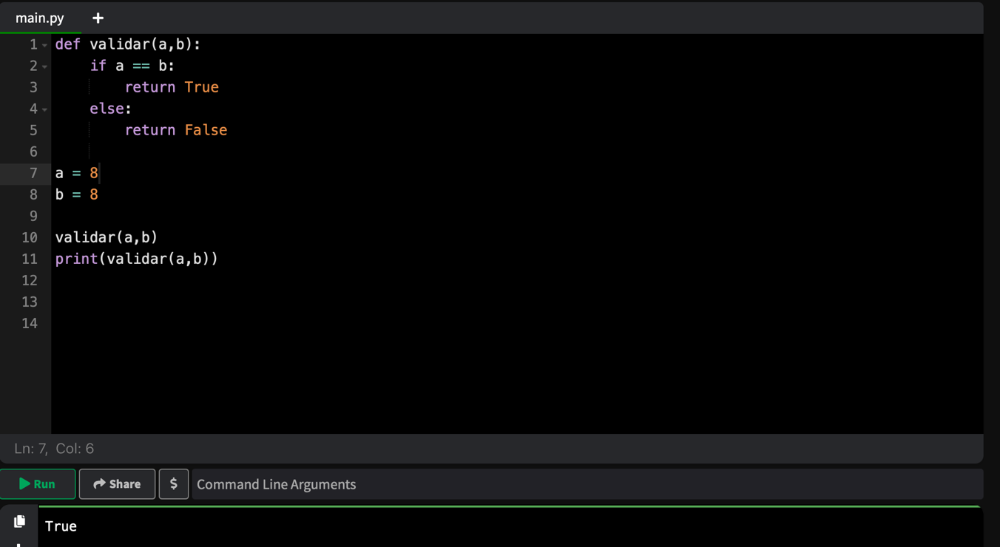 main.py +
1 def validar(a,b):
2     if a == b:
3         return True
4     else:
5         return False
6
7 a = 8
8 b = 8
9
10 validar(a,b)
11 print(validar(a,b))
12
13
14
Ln: 7, Col: 6
Run Share $ Command Line Arguments
True